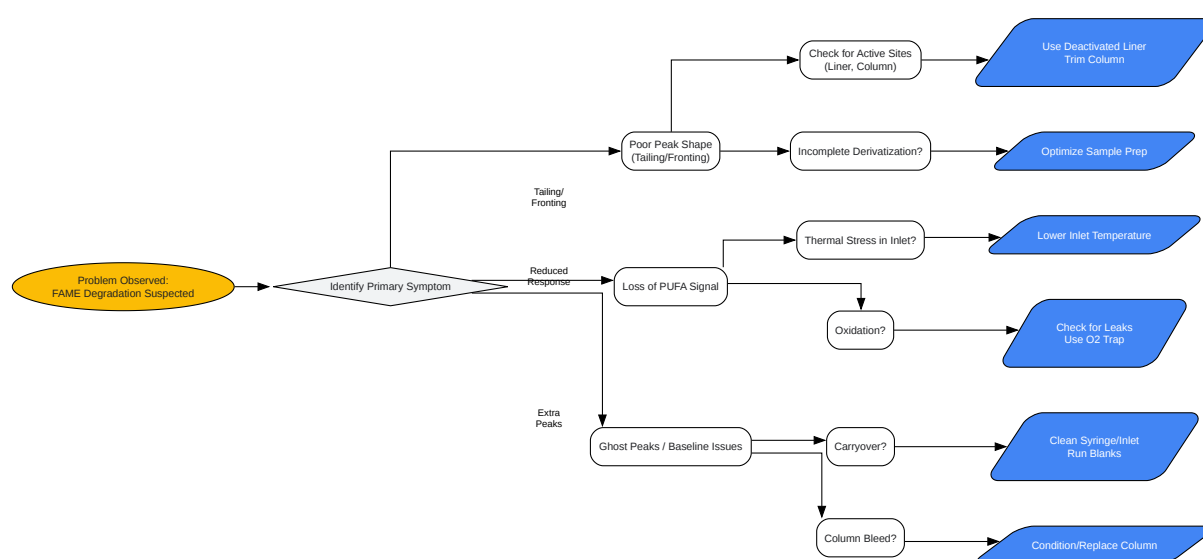 Problem Observed:
FAME Degradation Suspected
Identify Primary Symptom
Tailing/
Fronting
Poor Peak Shape
(Tailing/Fronting)
Check for Active Sites
(Liner, Column)
Use Deactivated Liner
Trim Column
Incomplete Derivatization?
Optimize Sample Prep
Reduced
Response
Loss of PUFA Signal
Thermal Stress in Inlet?
Lower Inlet Temperature
Oxidation?
Check for Leaks
Use O2 Trap
Extra
Peaks
Ghost Peaks / Baseline Issues
Carryover?
Clean Syringe/Inlet
Run Blanks
Column Bleed?
Condition/Replace Column